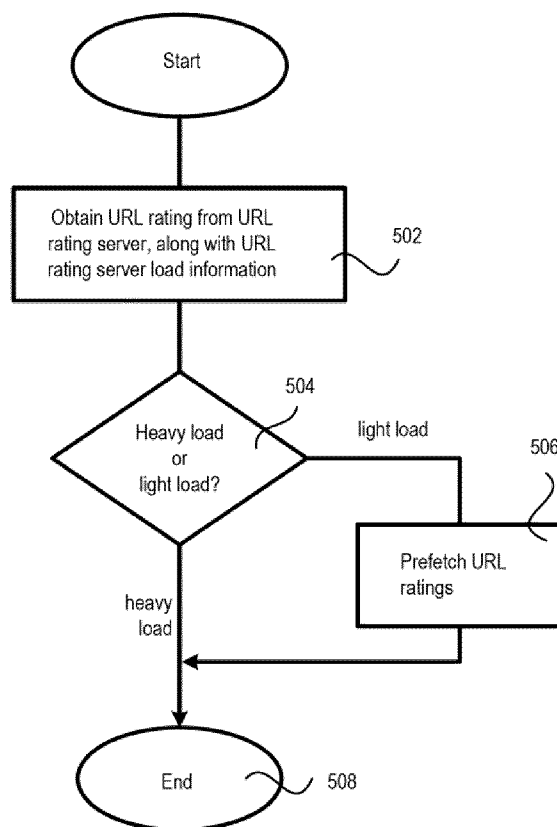 Start
Obtain URL rating from URL
rating server, along with URL
rating server load information
502
504
Heavy load
or
light load?
light load
506
Prefetch URL
ratings
heavy
load
End
508